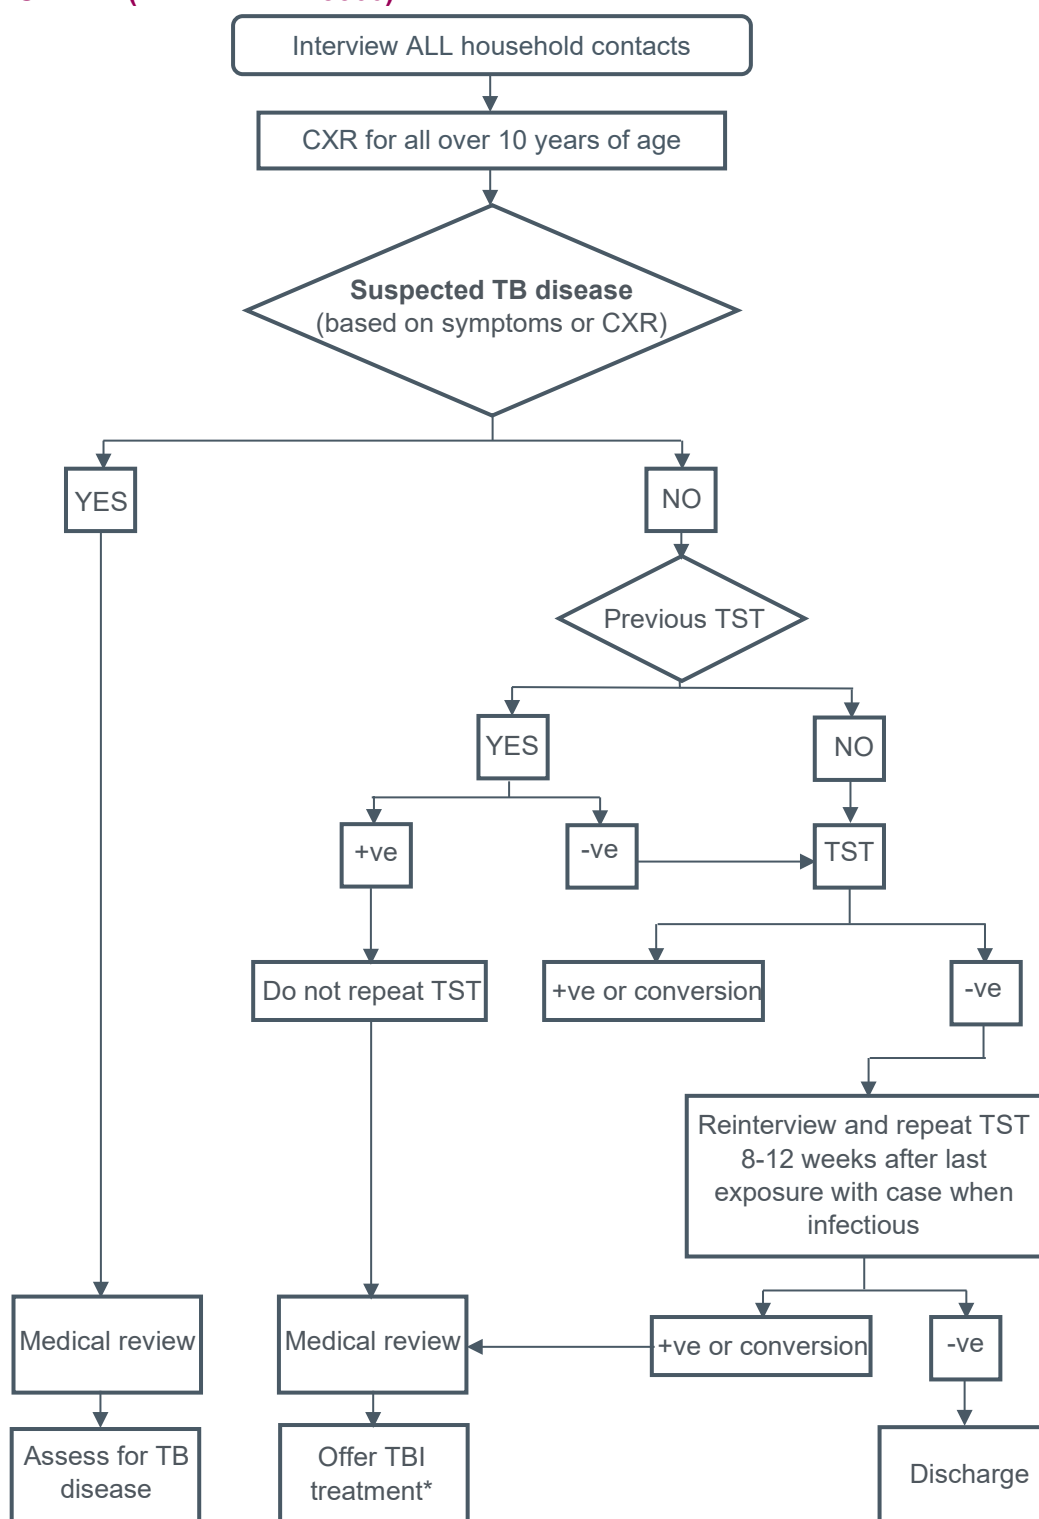 Interview ALL household contacts
CXR for all over 10 years of age
Suspected TB disease
(based on symptoms or CXR)
YES
NO
Previous TST
YES
NO
+ve
-ve
TST
Do not repeat TST
+ve or conversion
-ve
Reinterview and repeat TST
8-12 weeks after last
exposure with case when
infectious
Medical review
Medical review
+ve or conversion
-ve
Assess for TB
disease
Offer TBI
treatment*
Discharge